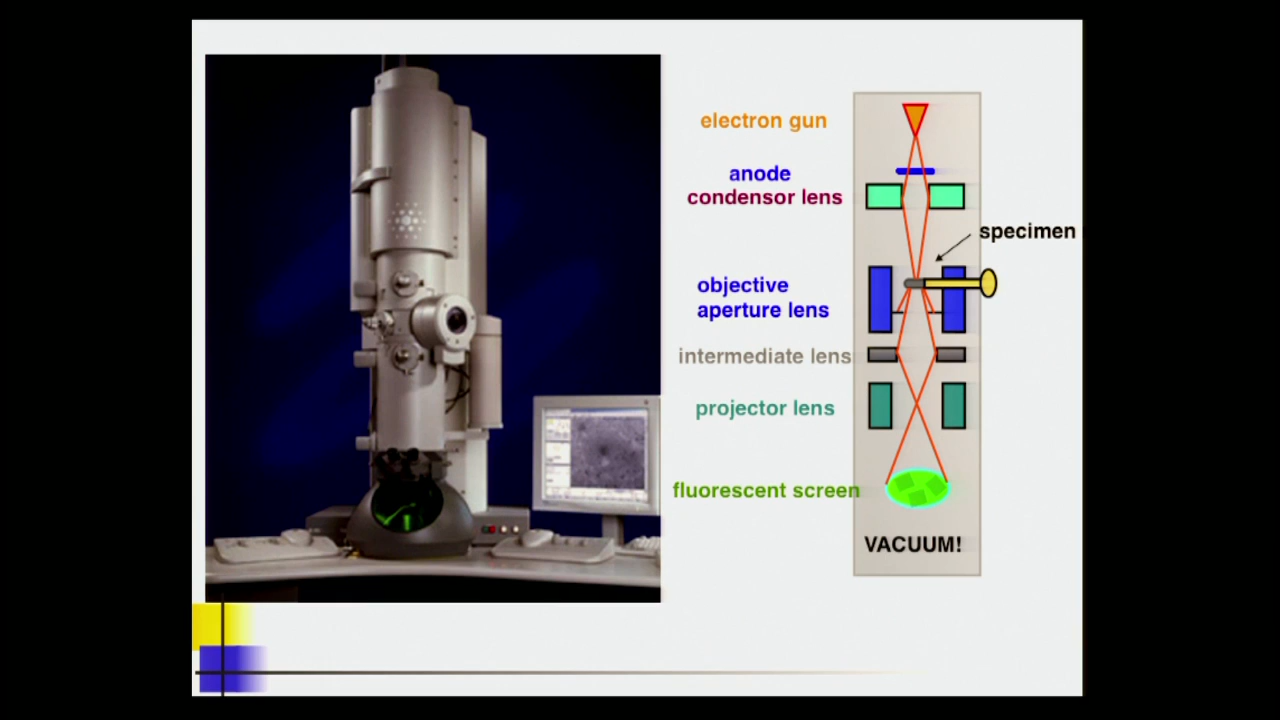 electron gun
anode
condensor lens
specimen
objective
aperture lens
intermediate lens
projector lens
fluorescent screen
VACUUM!